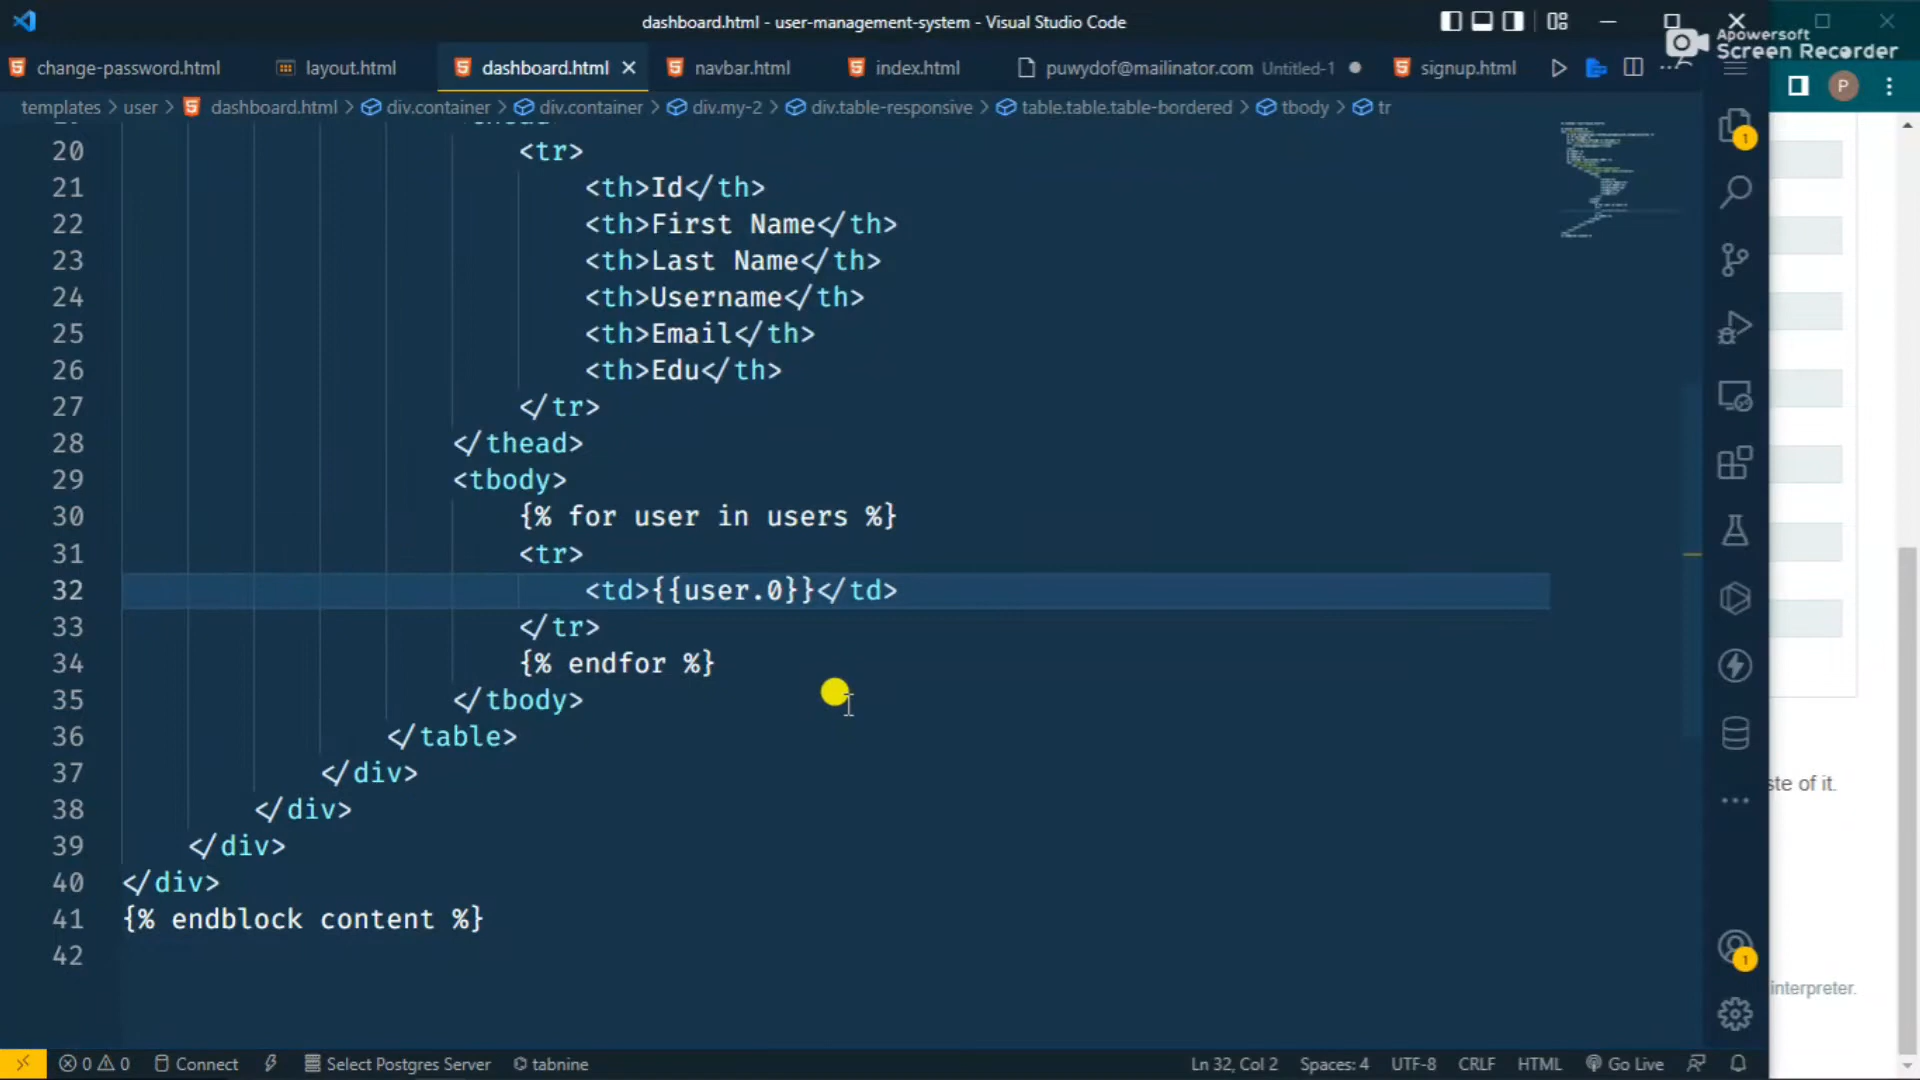 dashboard.html - user-management-system - Visual Studio Code
Apowersoft
Screen Recorder
change-password.html
layout.html
dashboard.html
navbar.html
index.html
puwydof@mailinator.com Untitled-1
signup.html
P
templates > user > dashboard.html > div.container > div.container > div.my-2 > div.table-responsive > table.table.table-bordered > tbody > tr
20 <tr>
21 <th>Id</th>
22 <th>First Name</th>
23 <th>Last Name</th>
24 <th>Username</th>
25 <th>Email</th>
26 <th>Edu</th>
27 </tr>
28 </thead>
29 <tbody>
30 {% for user in users %}
31 <tr>
32 <td>{{user.0}}</td>
33 </tr>
34 {% endfor %}
35 </tbody>
36 </table>
37 </div>
38 </div>
39 </div>
40 </div>
41 {% endblock content %}
42
1
ste of it.
1
interpreter.
0 0 Connect Select Postgres Server tabnine Ln 32, Col 2 Spaces: 4 UTF-8 CRLF HTML Go Live